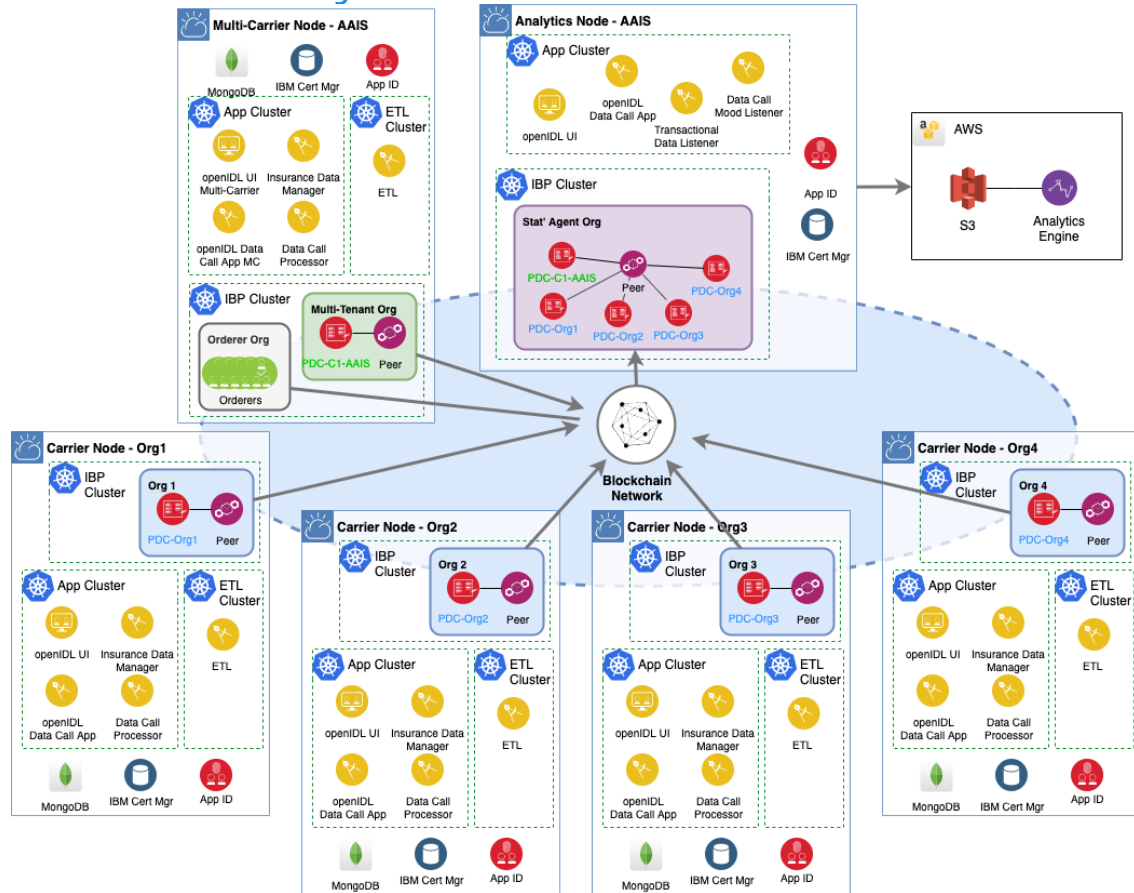 Multi-Carrier Node - AAIS
MongoDB
IBM Cert Mgr
App ID
App Cluster
openIDL UI
Multi-Carrier
Insurance Data
Manager
openIDL Data
Call App MC
Data Call
Processor
ETL
Cluster
ETL
IBP Cluster
Orderer Org
Orderers
Multi-Tenant Org
PDC-C1-AAIS
Peer
Analytics Node - AAIS
App Cluster
openIDL UI
openIDL
Data Call App
Transactional
Data Listener
Data Call
Mood Listener
IBP Cluster
Stat' Agent Org
PDC-C1-AAIS
Peer
PDC-Org4
PDC-Org1
PDC-Org2
PDC-Org3
App ID
IBM Cert Mgr
a
AWS
S3
Analytics
Engine
Blockchain
Network
Carrier Node - Org1
IBP
Cluster
Org 1
PDC-Org1
Peer
App Cluster
openIDL UI
Insurance Data
Manager
openIDL
Data Call App
Data Call
Processor
ETL
Cluster
ETL
MongoDB
IBM Cert Mgr
App ID
Carrier Node - Org2
IBP
Cluster
Org 2
PDC-Org2
Peer
App Cluster
openIDL UI
Insurance Data
Manager
openIDL
Data Call App
Data Call
Processor
ETL
Cluster
ETL
MongoDB
IBM Cert Mgr
App ID
Carrier Node - Org3
IBP
Cluster
Org 3
PDC-Org3
Peer
App Cluster
openIDL UI
Insurance Data
Manager
openIDL
Data Call App
Data Call
Processor
ETL
Cluster
ETL
MongoDB
IBM Cert Mgr
App ID
Carrier Node - Org4
IBP
Cluster
Org 4
PDC-Org4
Peer
App Cluster
openIDL UI
Insurance Data
Manager
openIDL
Data Call App
Data Call
Processor
ETL
Cluster
ETL
MongoDB
IBM Cert Mgr
App ID